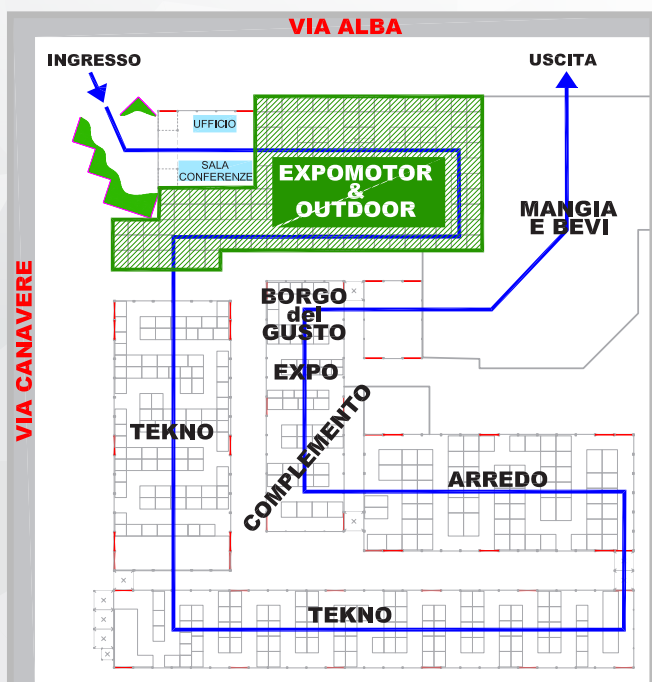 VIA ALBA
INGRESSO
USCITA
UFFICIO
SALA
CONFERENZE
EXPOMOTOR
&
OUTDOOR
MANGIA
E BEVI
VIA CANAVERE
BORGO
del
GUSTO
EXPO
TEKNO
COMPLEMENTO
ARREDO
TEKNO